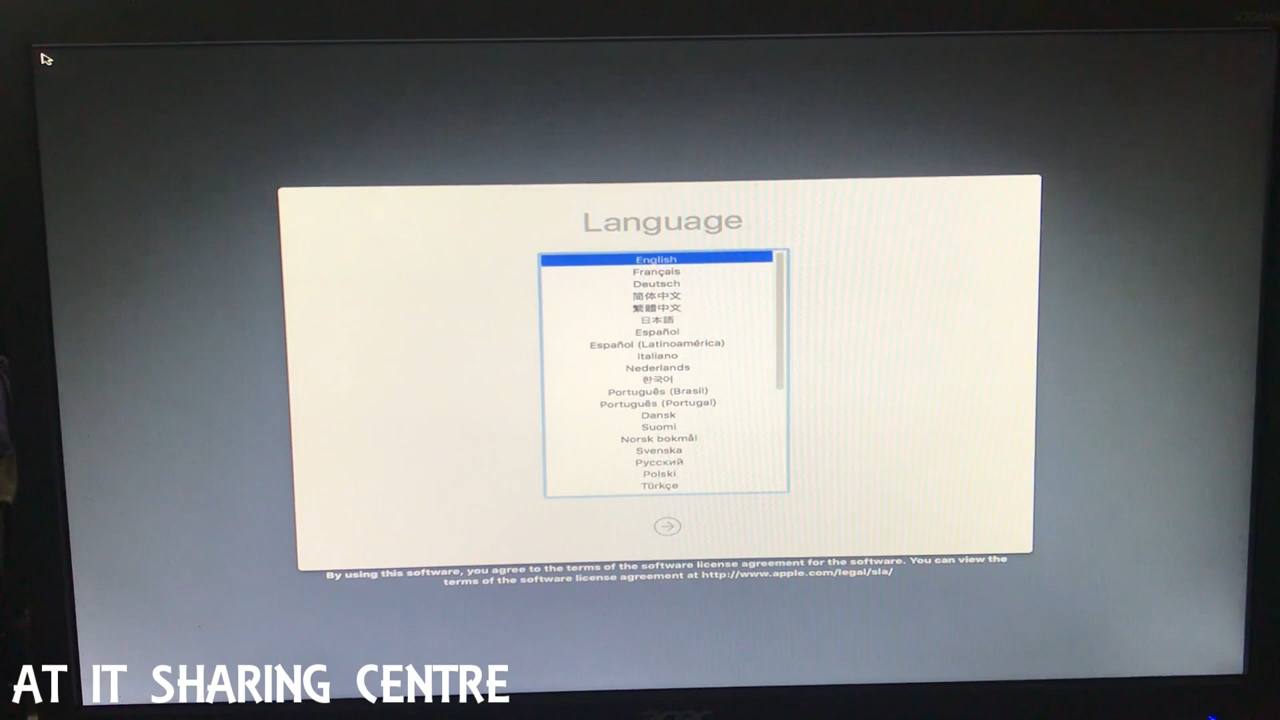 Language
English
Français
Deutsch
简体中文
繁體中文
日本語
Español
Español (Latinoamérica)
Italiano
Nederlands
한국어
Português (Brasil)
Português (Portugal)
Dansk
Suomi
Norsk bokmål
Svenska
Русский
Polski
Türkçe
By using this software, you agree to the terms of the software license agreement for the software. You can view the
terms of the software license agreement at http://www.apple.com/legal/sla/
AT IT SHARING CENTRE
acer